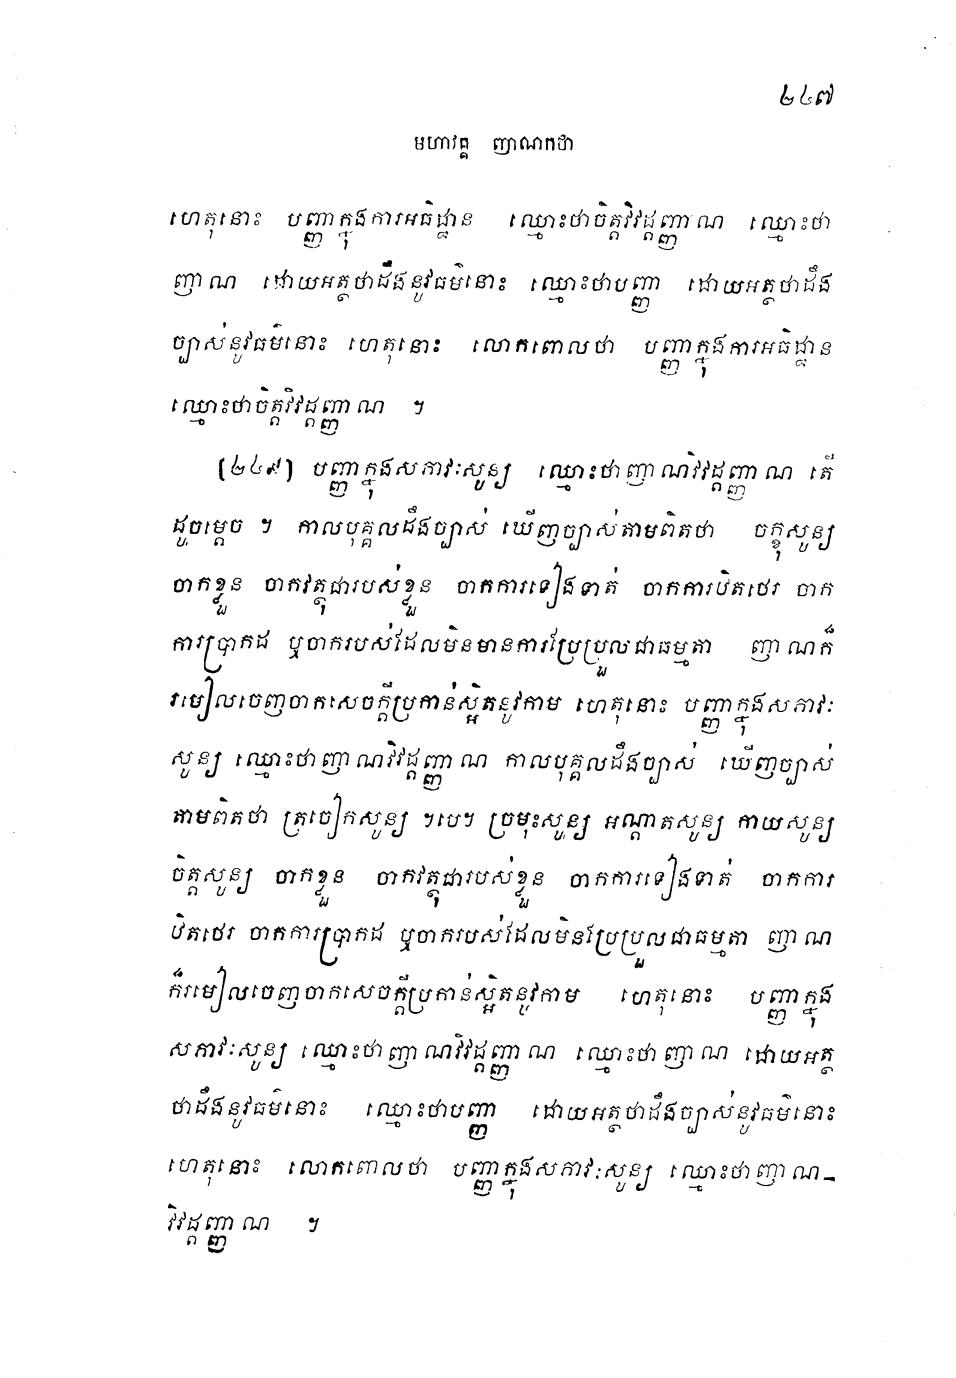 ២៤៧
មហាវគ្គ ញាណកថា
ហេតុនោះ បញ្ញាក្នុងការអធិដ្ឋាន ឈ្មោះថាចិត្តវិវដ្ដញ្ញាណ ឈ្មោះថា
ញាណ ដោយអត្ថថាដឹងនូវធម៌នោះ ឈ្មោះថាបញ្ញា ដោយអត្ថថាដឹង
ច្បាស់នូវធម៌នោះ ហេតុនោះ លោកពោលថា បញ្ញាក្នុងការអធិដ្ឋាន
ឈ្មោះថាចិត្តវិវដ្ដញ្ញាណ ។
(២៤៩) បញ្ញាក្នុងសភាវៈសូន្យ ឈ្មោះថាញាណវិវដ្ដញ្ញាណ តើ
ដូចម្ដេច ។ កាលបុគ្គលដឹងច្បាស់ ឃើញច្បាស់តាមពិតថា ចក្ខុសូន្យ
ចាកខ្លួន ចាកវត្ថុជារបស់ខ្លួន ចាកការទៀងទាត់ ចាកការឋិតថេរ ចាក
ការប្រាកដ ឬចាករបស់ដែលមិនមានការប្រែប្រួលជាធម្មតា ញាណក៏
រមៀលចេញចាកសេចក្ដីប្រកាន់ស្អិតនូវកាម ហេតុនោះ បញ្ញាក្នុងសភាវៈ
សូន្យ ឈ្មោះថាញាណវិវដ្ដញ្ញាណ កាលបុគ្គលដឹងច្បាស់ ឃើញច្បាស់
តាមពិតថា ត្រចៀកសូន្យ ។បេ។ ច្រមុះសូន្យ អណ្ដាតសូន្យ កាយសូន្យ
ចិត្តសូន្យ ចាកខ្លួន ចាកវត្ថុជារបស់ខ្លួន ចាកការទៀងទាត់ ចាកការ
ឋិតថេរ ចាកការប្រាកដ ឬចាករបស់ដែលមិនប្រែប្រួលជាធម្មតា ញាណ
ក៏រមៀលចេញចាកសេចក្ដីប្រកាន់ស្អិតនូវកាម ហេតុនោះ បញ្ញាក្នុង
សភាវៈសូន្យ ឈ្មោះថាញាណវិវដ្ដញ្ញាណ ឈ្មោះថាញាណ ដោយអត្ថ
ថាដឹងនូវធម៌នោះ ឈ្មោះថាបញ្ញា ដោយអត្ថថាដឹងច្បាស់នូវធម៌នោះ
ហេតុនោះ លោកពោលថា បញ្ញាក្នុងសភាវៈសូន្យ ឈ្មោះថាញាណ-
វិវដ្ដញ្ញាណ ។